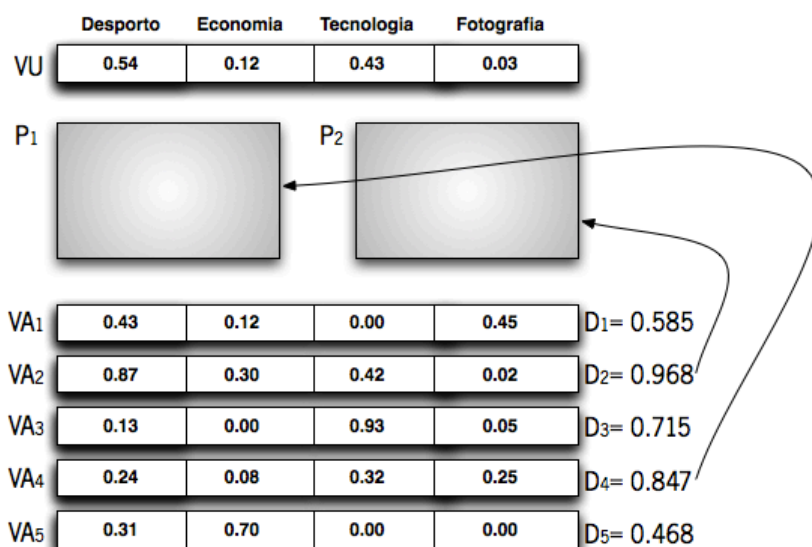 Desporto Economia Tecnologia Fotografia
VU 0.54 0.12 0.43 0.03
P1 P2
VA1 0.43 0.12 0.00 0.45 D1= 0.585
VA2 0.87 0.30 0.42 0.02 D2= 0.968
VA3 0.13 0.00 0.93 0.05 D3= 0.715
VA4 0.24 0.08 0.32 0.25 D4= 0.847
VA5 0.31 0.70 0.00 0.00 D5= 0.468